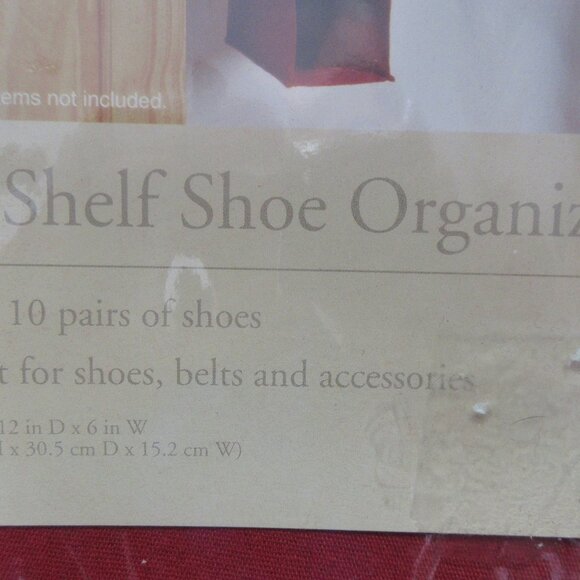 ems not included.
Shelf Shoe Organiz
10 pairs of shoes
t for shoes, belts and accessories
12 in D x 6 in W
x 30.5 cm D x 15.2 cm W)